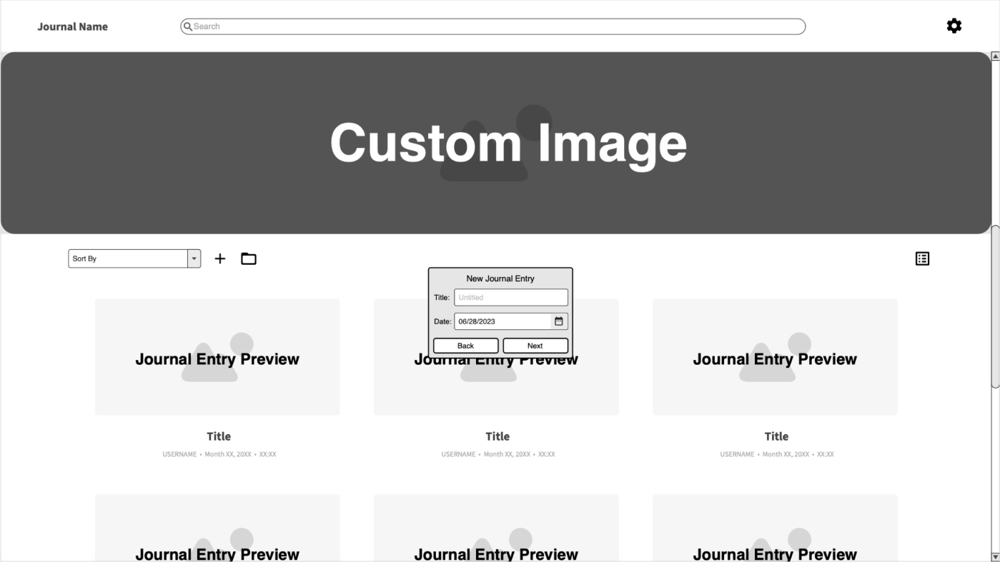 Journal Name
Search
Custom Image
Sort By
New Journal Entry
Title: Untitled
Date: 06/28/2023
Back Next
Journal Entry Preview Journal Entry Preview Journal Entry Preview
Title Title Title
USERNAME • Month XX, 20XX • XX:XX USERNAME • Month XX, 20XX • XX:XX USERNAME • Month XX, 20XX • XX:XX
Journal Entry Preview Journal Entry Preview Journal Entry Preview